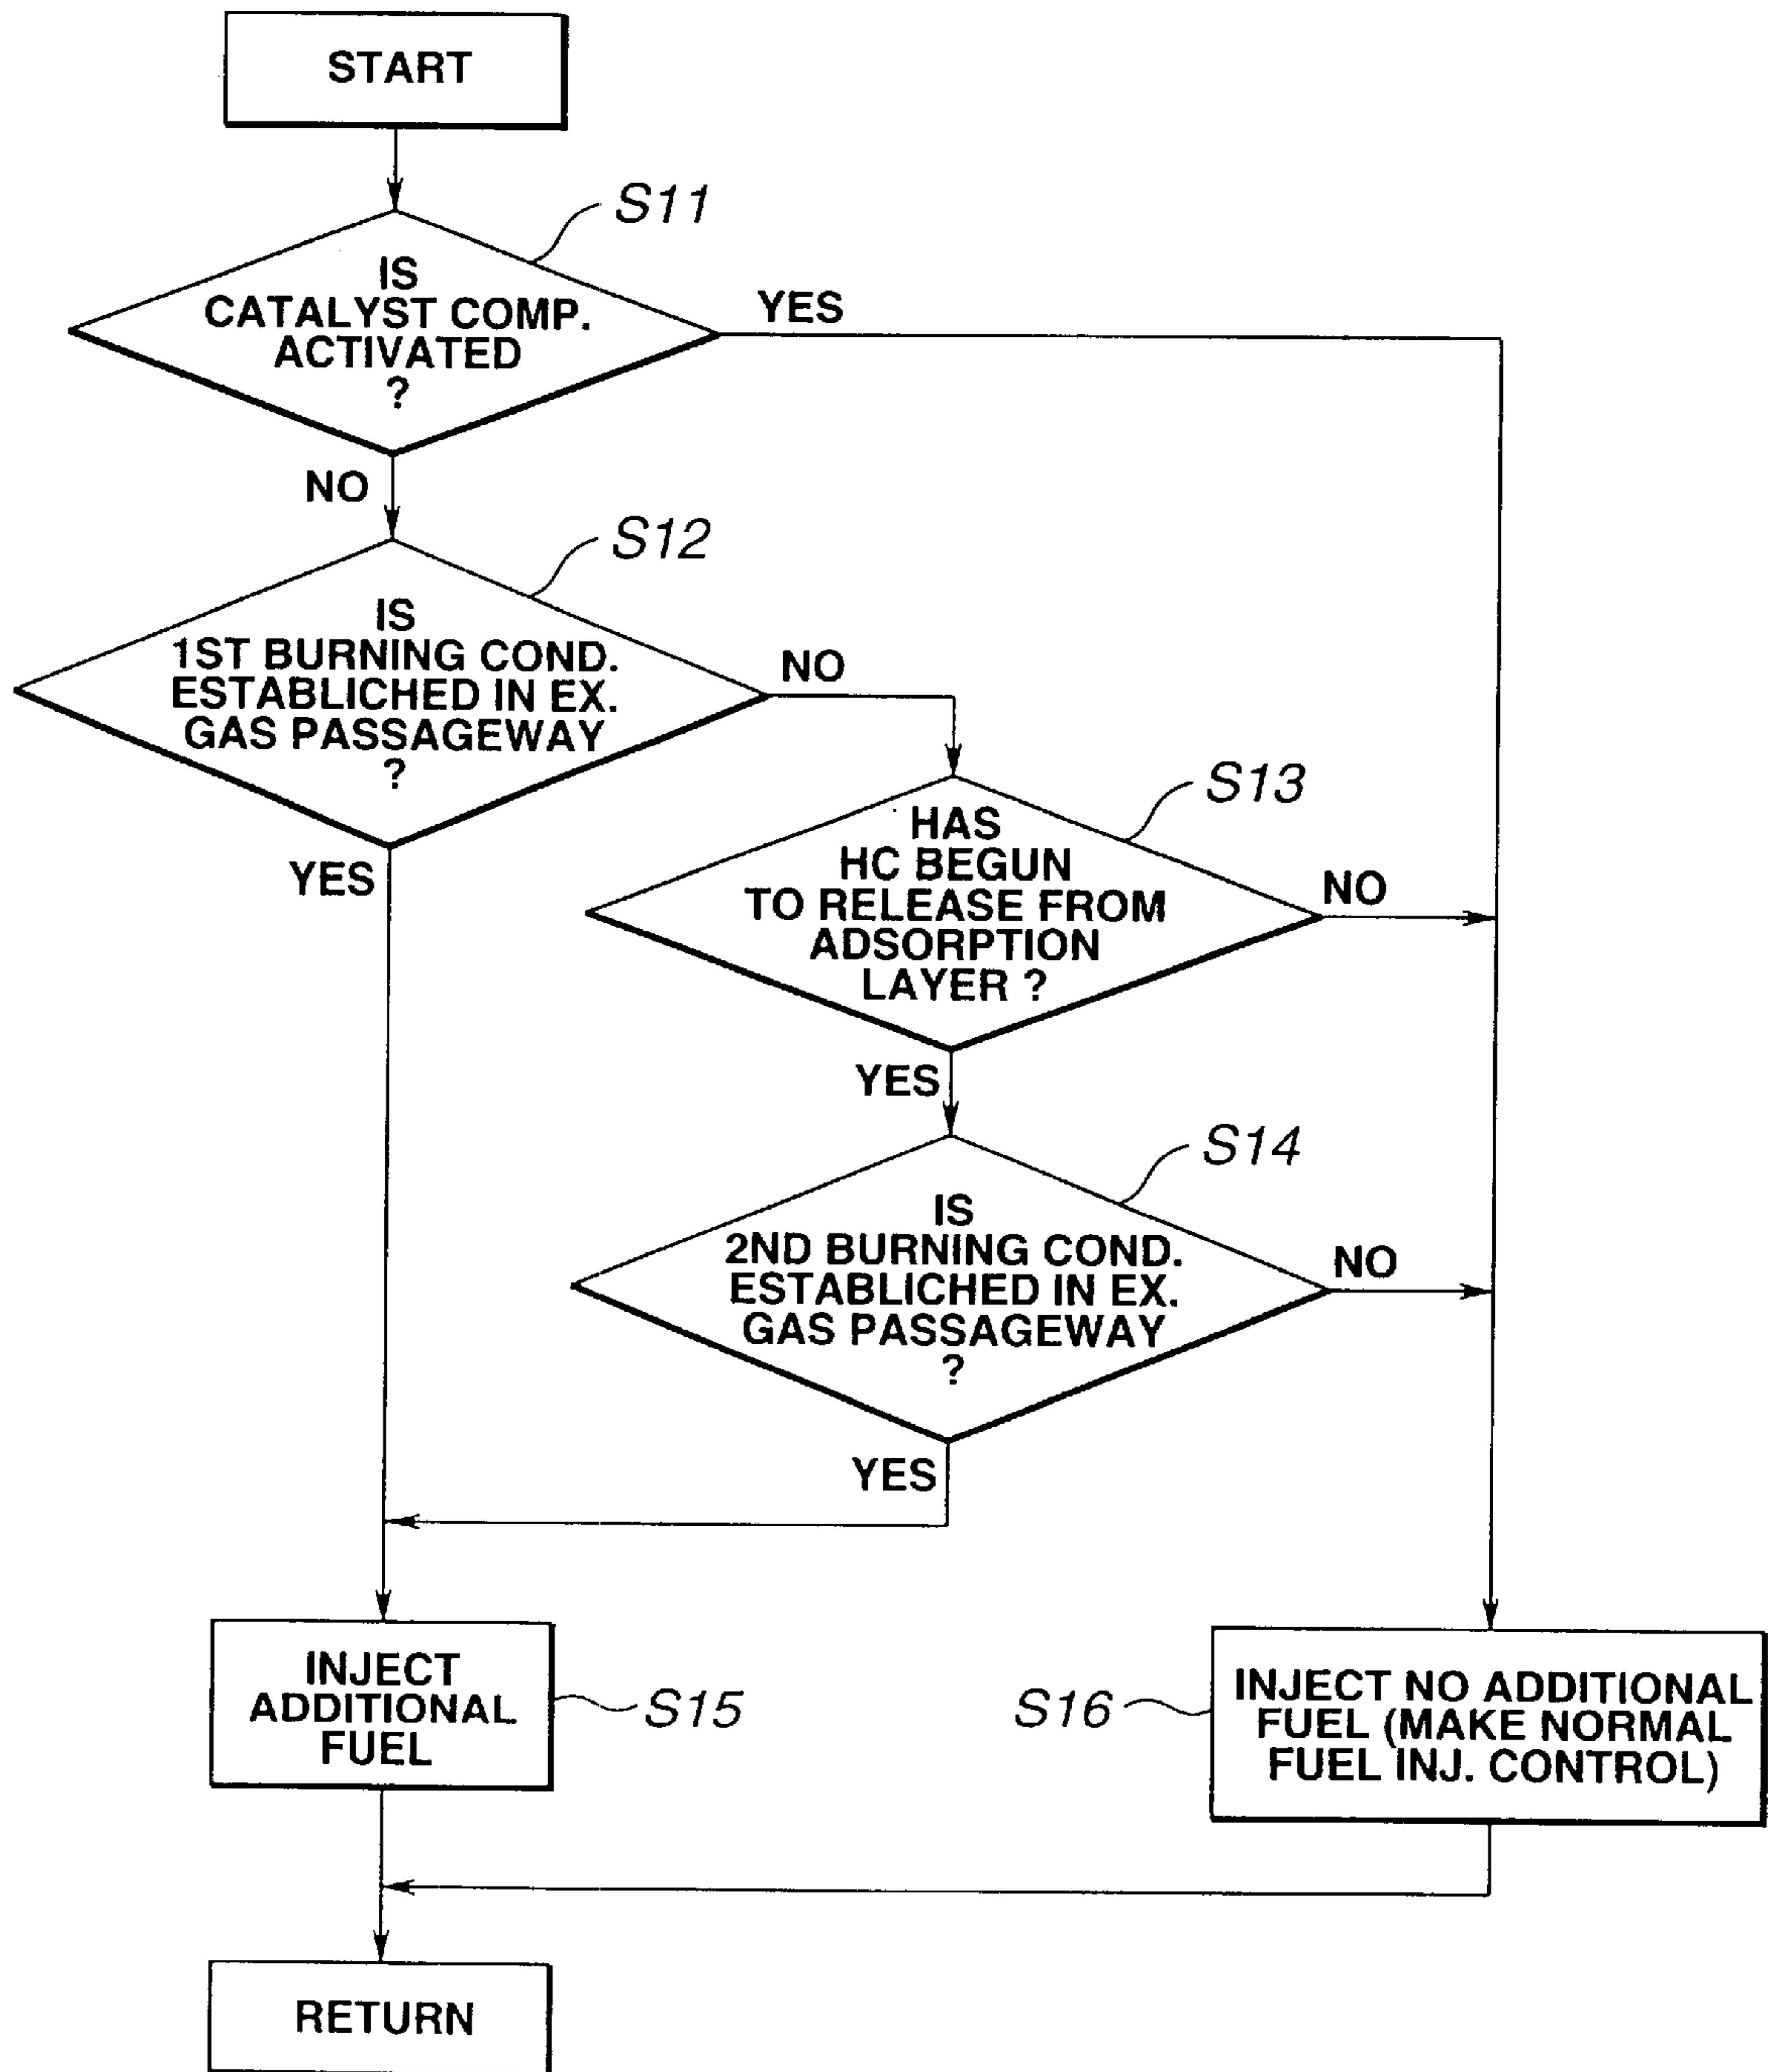 START
S11
IS
CATALYST COMP.
ACTIVATED
?
YES
NO
S12
IS
1ST BURNING COND.
ESTABLICHED IN EX.
GAS PASSAGEWAY
?
NO
YES
S13
HAS
HC BEGUN
TO RELEASE FROM
ADSORPTION
LAYER ?
NO
YES
S14
IS
2ND BURNING COND.
ESTABLICHED IN EX.
GAS PASSAGEWAY
?
NO
YES
INJECT
ADDITIONAL
FUEL
S15
S16
INJECT NO ADDITIONAL
FUEL (MAKE NORMAL
FUEL INJ. CONTROL)
RETURN